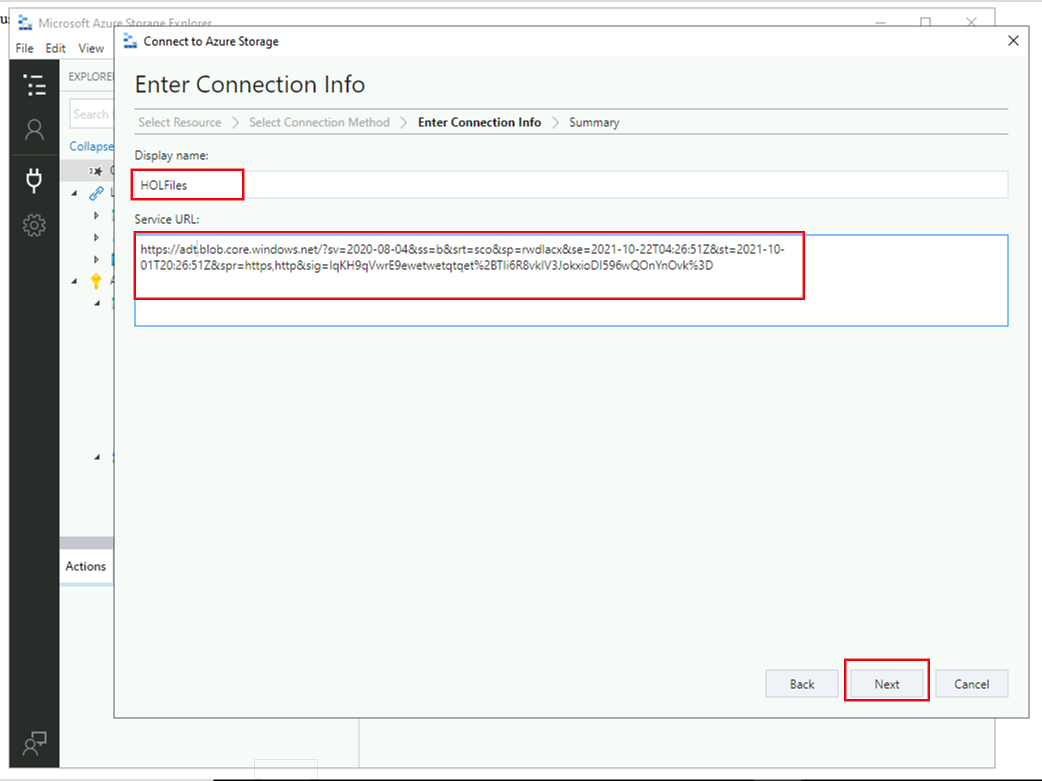 Microsoft Azure Storage Explorer
File Edit View
EXPLORE
Search
Collapse
Actions
Connect to Azure Storage
Enter Connection Info
Select Resource > Select Connection Method > Enter Connection Info > Summary
Display name:
HOLFiles
Service URL:
https://adt.blob.core.windows.net/?sv=2020-08-04&ss=b&srt=sco&sp=rwdlacx&se=2021-10-22T04:26:51Z&st=2021-10-
01T20:26:51Z&spr=https,http&sig=IqKH9qVwrE9ewetwetqtqet%2BTli6R8vkIV3JokxioDI596wQOnYnOvk%3D
Back Next Cancel